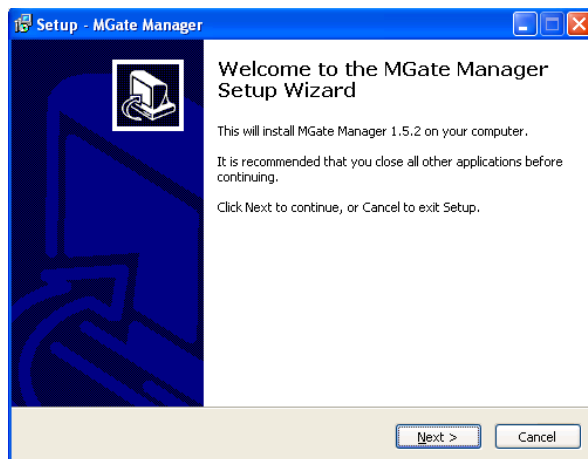 Setup - MGate Manager
Welcome to the MGate Manager
Setup Wizard
This will install MGate Manager 1.5.2 on your computer.
It is recommended that you close all other applications before
continuing.
Click Next to continue, or Cancel to exit Setup.
Next >
Cancel